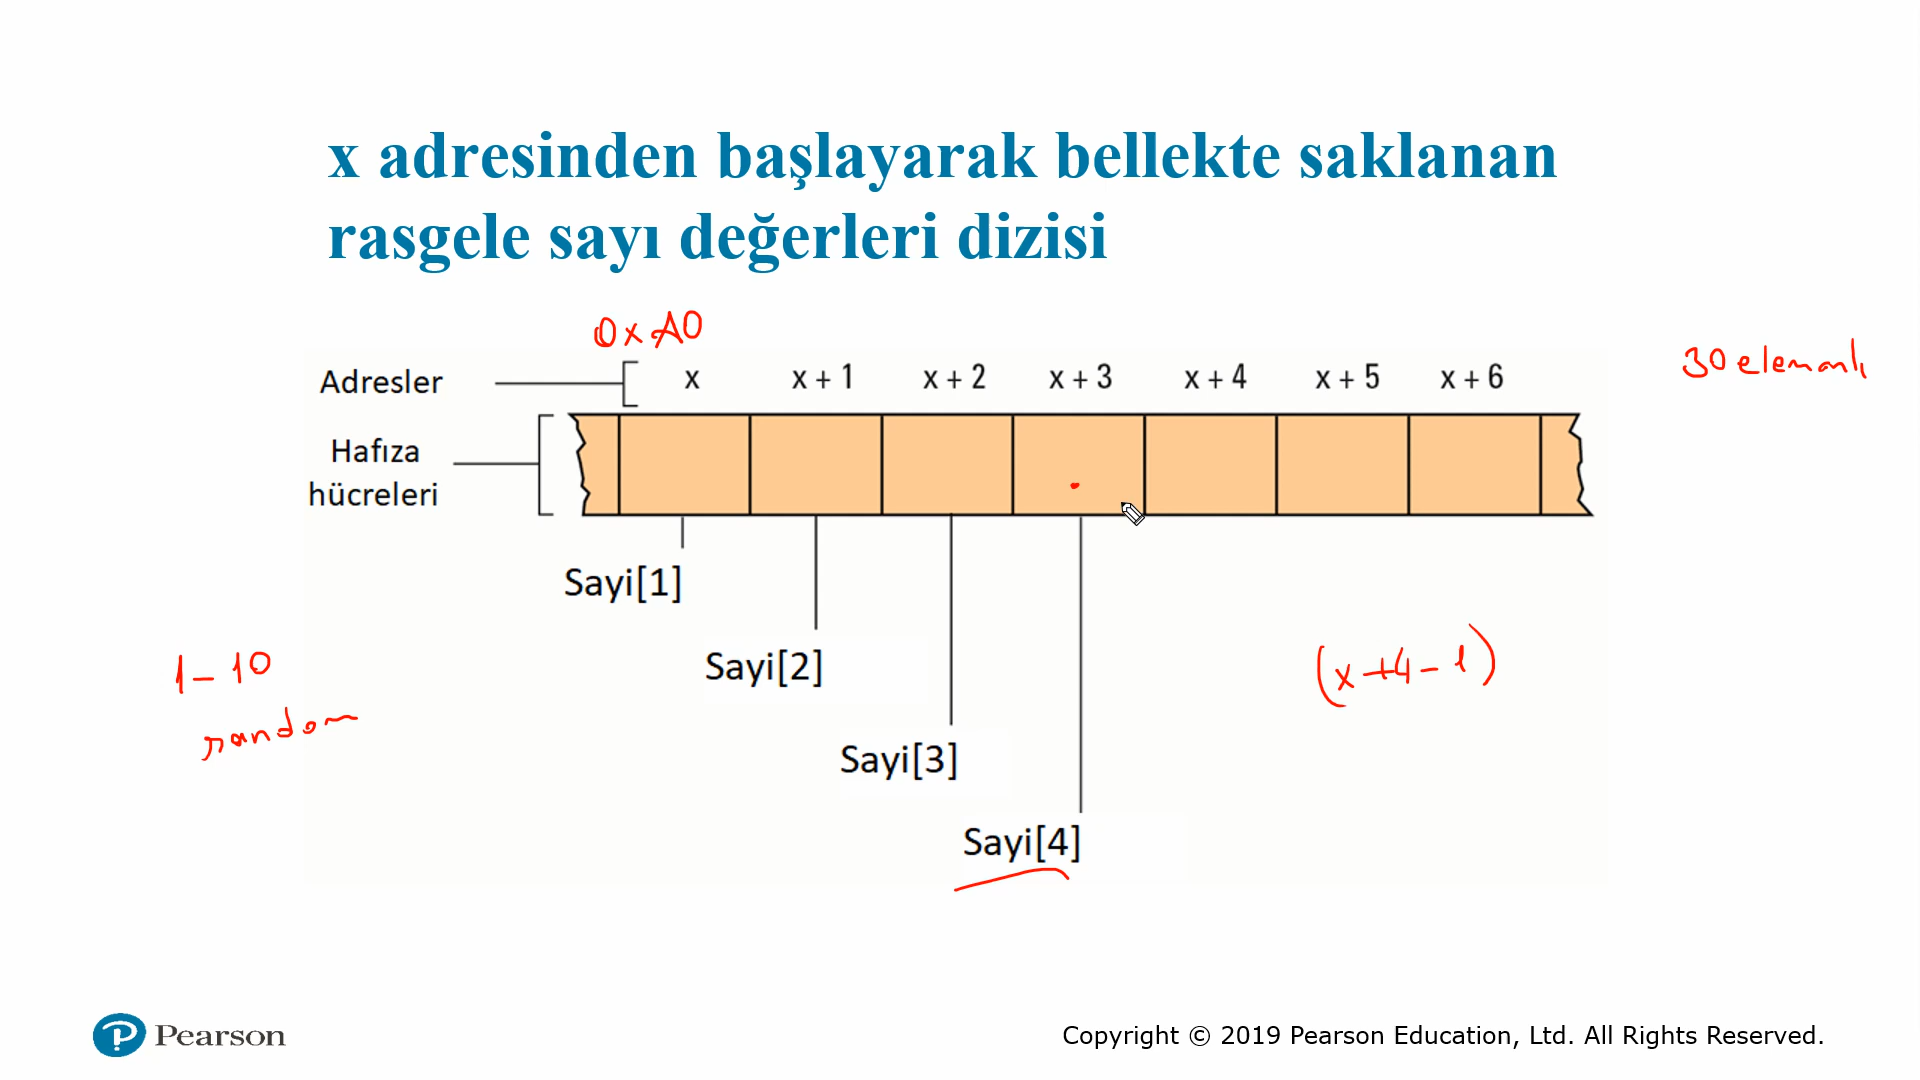 x adresinden başlayarak bellekte saklanan
rasgele sayı değerleri dizisi
0xA0
30 elemanlı
Adresler x x + 1 x + 2 x + 3 x + 4 x + 5 x + 6
Hafıza
hücreleri
Sayi[1]
Sayi[2]
Sayi[3]
Sayi[4]
1 - 10
random
(x+4-1)
Pearson
Copyright © 2019 Pearson Education, Ltd. All Rights Reserved.